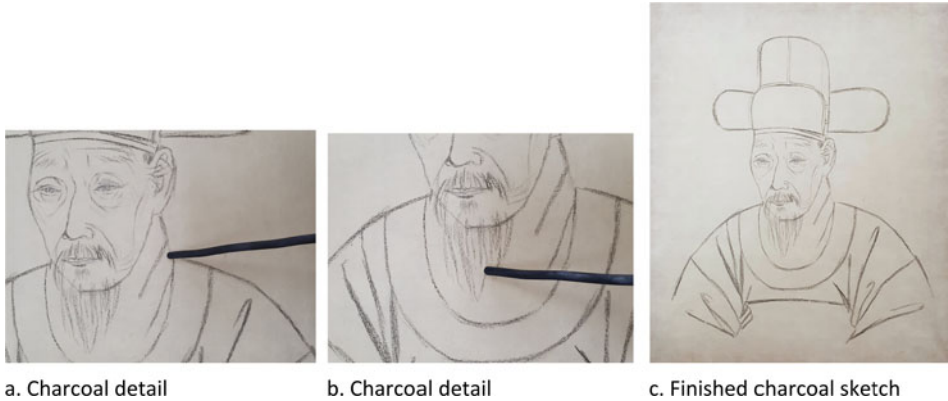 a. Charcoal detail
b. Charcoal detail
c. Finished charcoal sketch